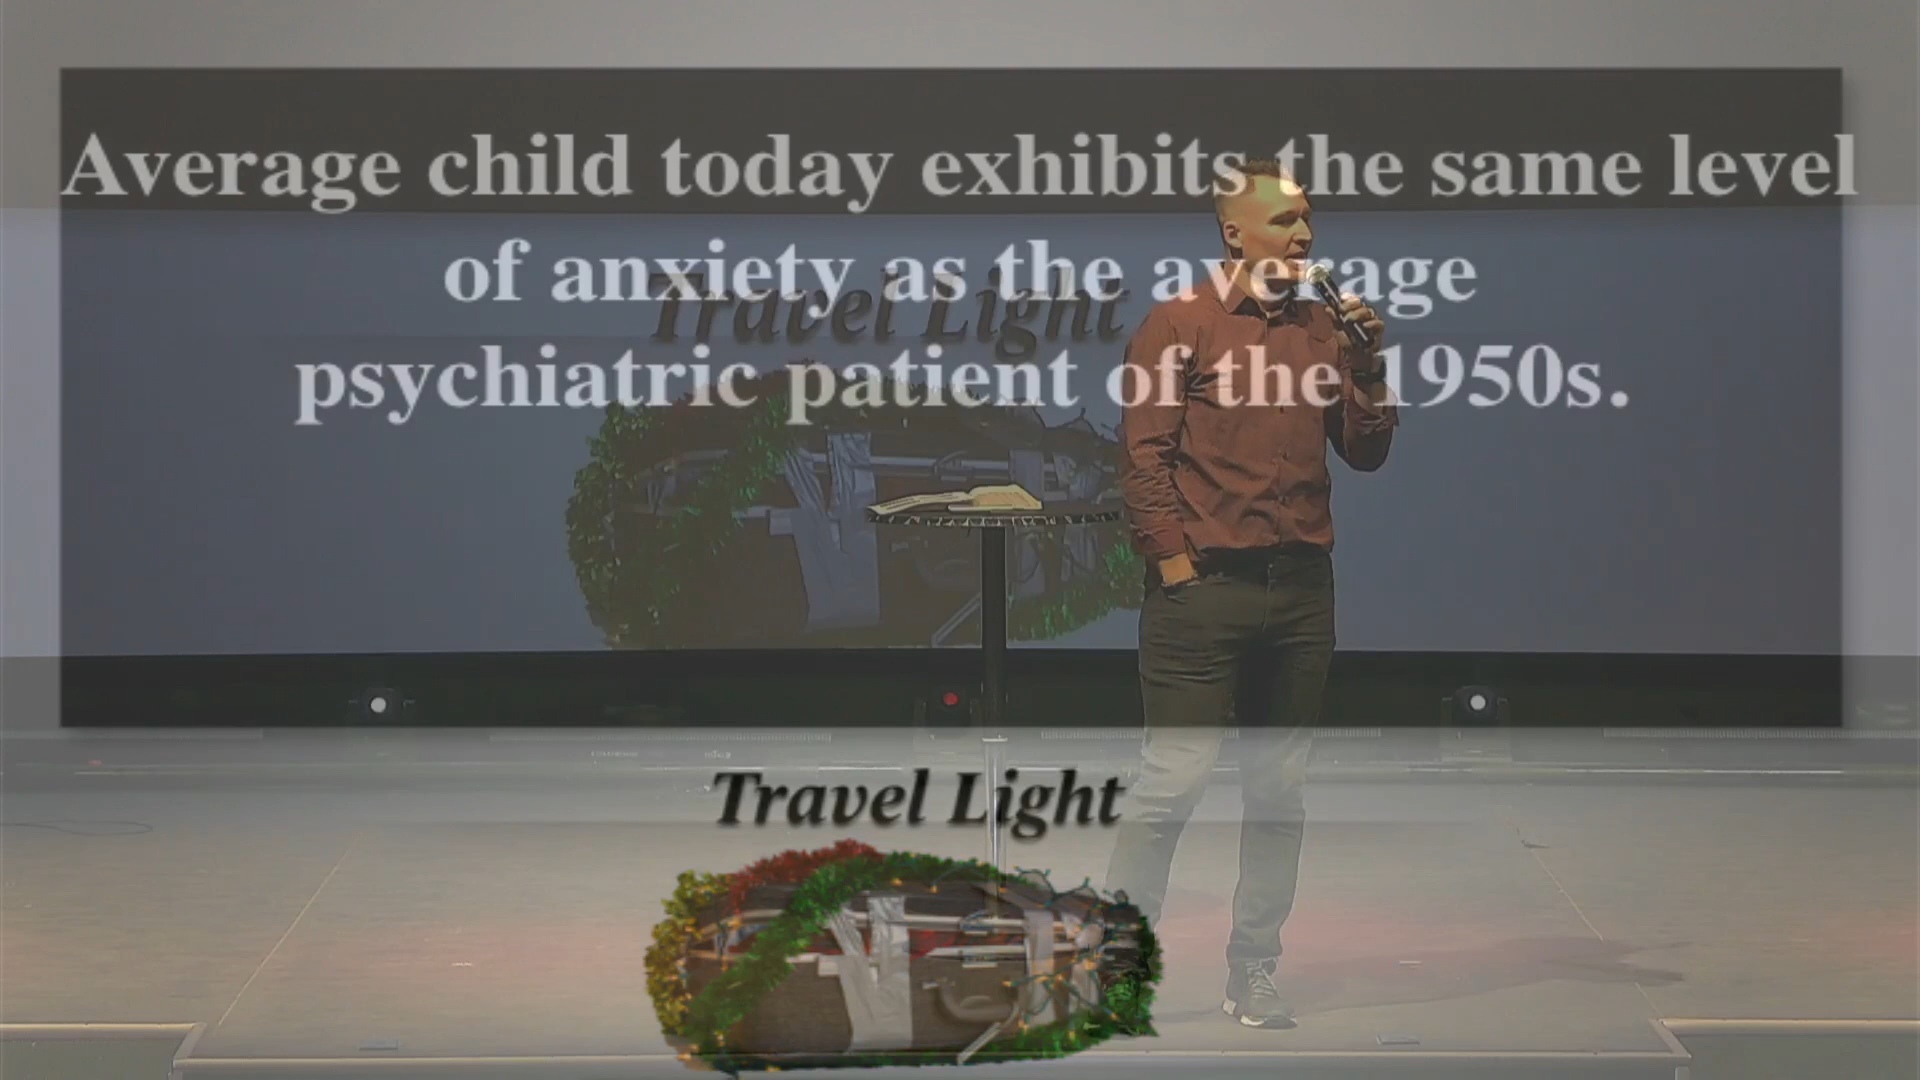 Average child today exhibits the same level
of anxiety as the average
psychiatric patient of the 1950s.
Travel Light
Travel Light